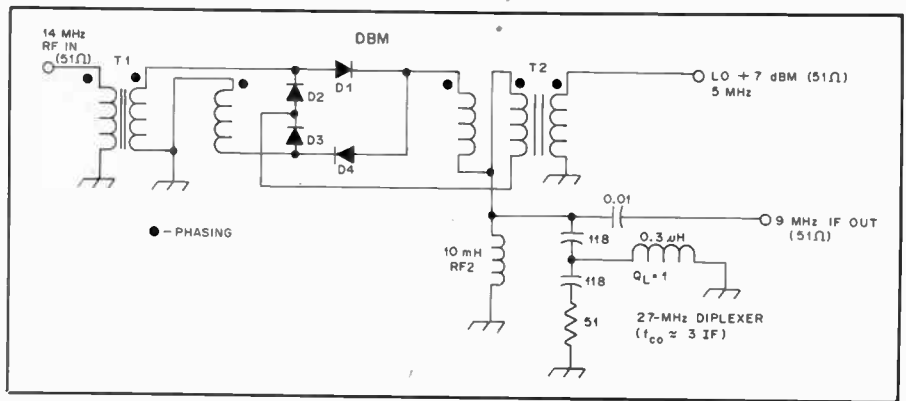 14 MHz
RF IN
(51Ω)
T1
DBM
D1
D2
D3
D4
T2
LO + 7 dBM (51Ω)
5 MHz
● – PHASING
10 mH
RF2
0.01
9 MHz IF OUT
(51Ω)
118
0.3 uH
QL=1
118
51
27-MHz DIPLEXER
(fco ≈ 3 IF)